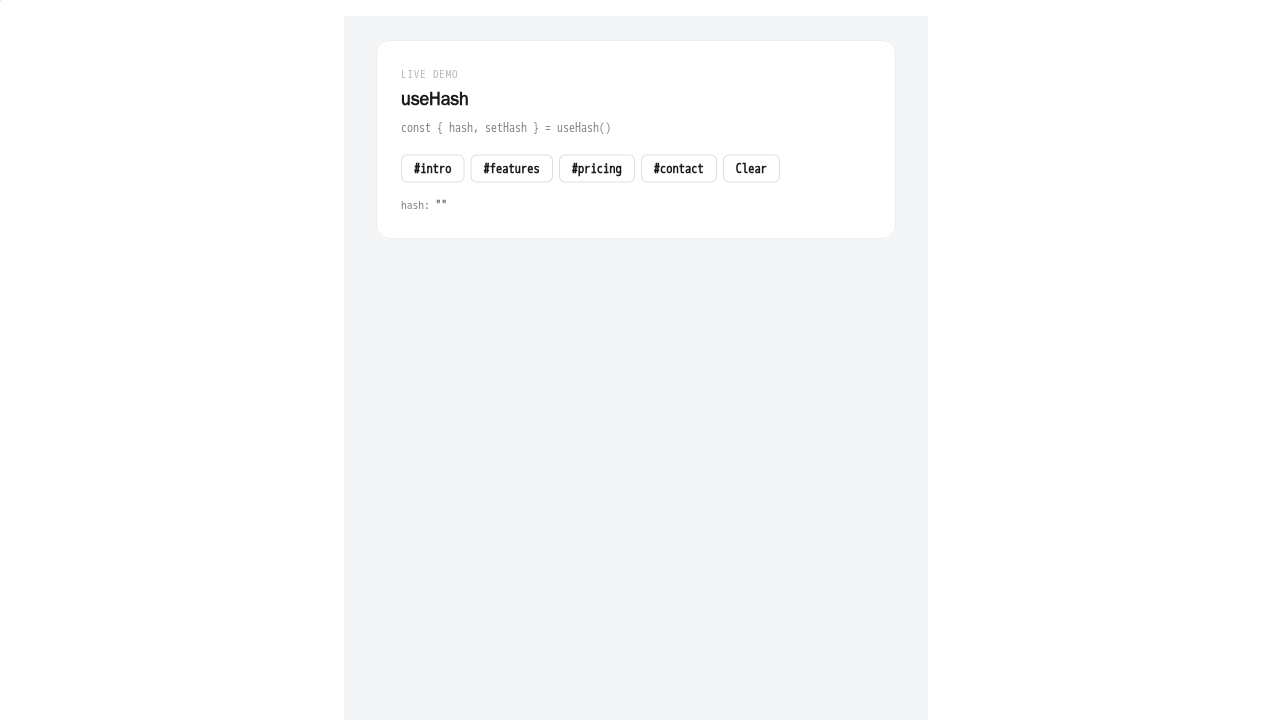 LIVE DEMO
useHash
const { hash, setHash } = useHash()
#intro #features #pricing #contact Clear
hash: ""